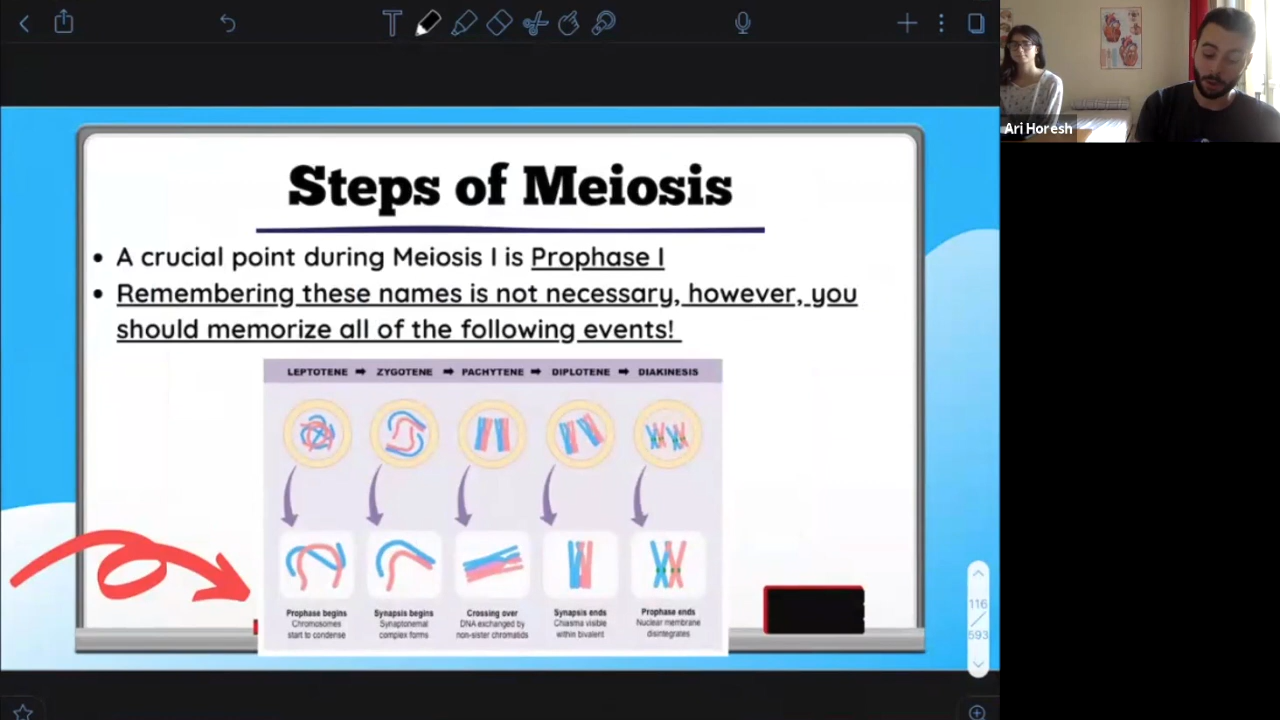 Ari Horesh
Steps of Meiosis
• A crucial point during Meiosis I is Prophase I
• Remembering these names is not necessary, however, you
should memorize all of the following events!
LEPTOTENE ➡ ZYGOTENE ➡ PACHYTENE ➡ DIPLOTENE ➡ DIAKINESIS
Prophase begins
Chromosomes
start to condense
Synapsis begins
Synaptonemal
complex forms
Crossing over
DNA exchanged by
non-sister chromatids
Synapsis ends
Chiasma visible
within bivalent
Prophase ends
Nuclear membrane
disintegrates
116
593